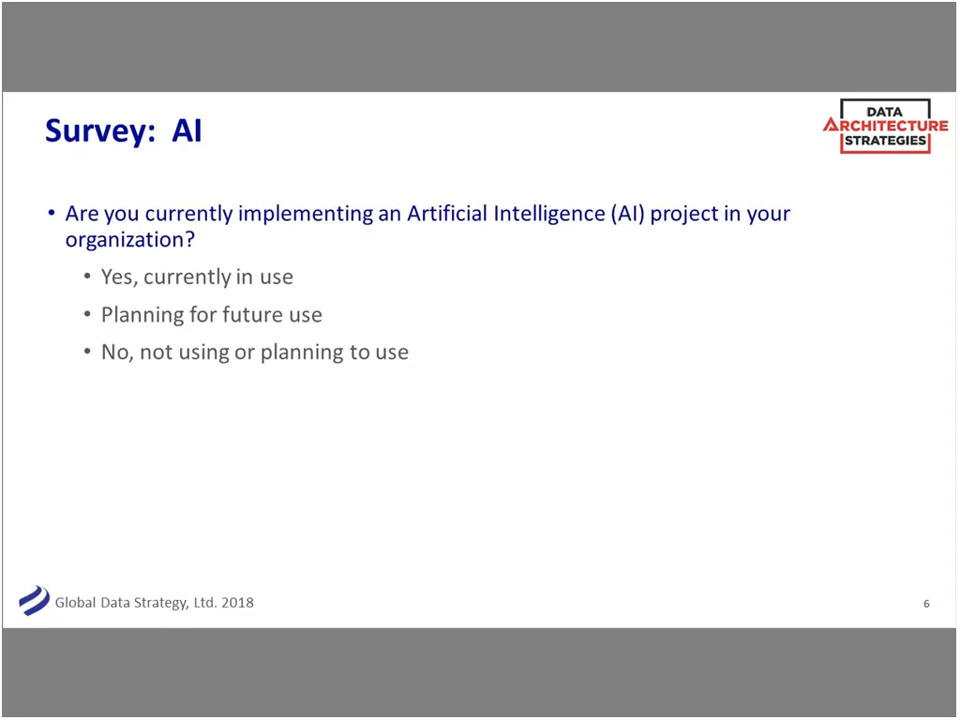 Survey: AI
DATA
ARCHITECTURE
STRATEGIES
• Are you currently implementing an Artificial Intelligence (AI) project in your
organization?
• Yes, currently in use
• Planning for future use
• No, not using or planning to use
Global Data Strategy, Ltd. 2018
6